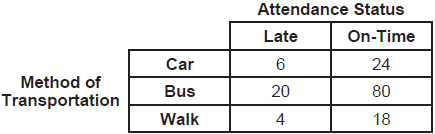 Attendance Status
Late On-Time
Method of Transportation
Car 6 24
Bus 20 80
Walk 4 18